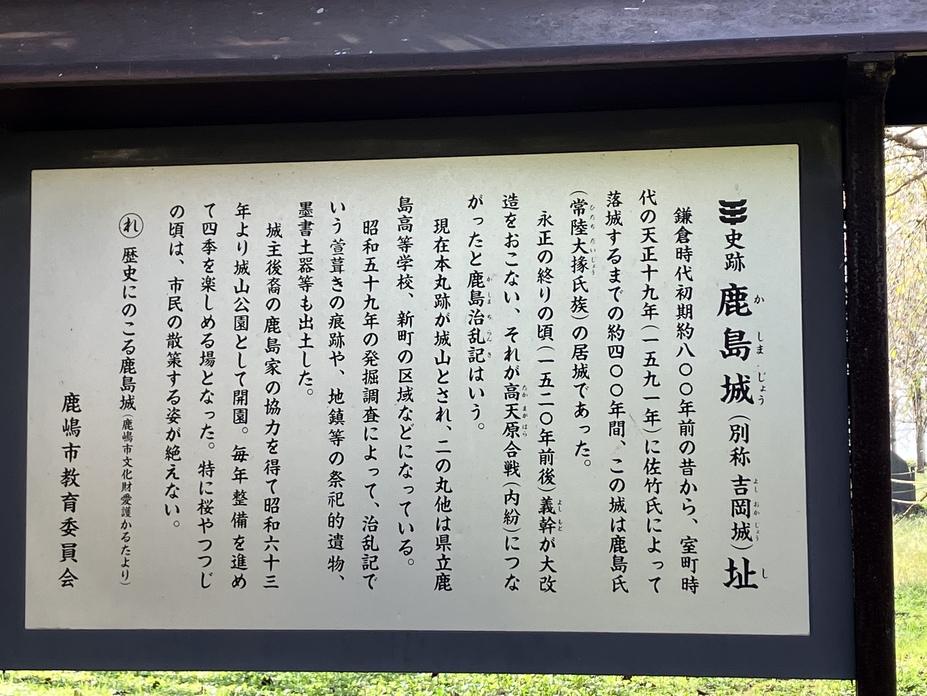 史跡 鹿島城（別称 吉岡城）址
鎌倉時代初期約八〇〇年前の昔から、室町時
代の天正十九年（一五九一年）に佐竹氏によって
落城するまでの約四〇〇年間、この城は鹿島氏
（常陸大掾氏族）の居城であった。
永正の終りの頃（一五二〇年前後）義幹が大改
造をおこない、それが高天原合戦（内紛）につな
がったと鹿島治乱記はいう。
現在本丸跡が城山とされ、二の丸他は県立鹿
島高等学校、新町の区域などになっている。
昭和五十九年の発掘調査によって、治乱記で
いう萱葺きの痕跡や、地鎮等の祭祀的遺物、
墨書土器等も出土した。
城主後裔の鹿島家の協力を得て昭和六十三
年より城山公園として開園。毎年整備を進め
て四季を楽しめる場となった。特に桜やつつじ
の頃は、市民の散策する姿が絶えない。
れ 歴史にのこる鹿島城（鹿嶋市文化財愛護かるたより）
鹿嶋市教育委員会